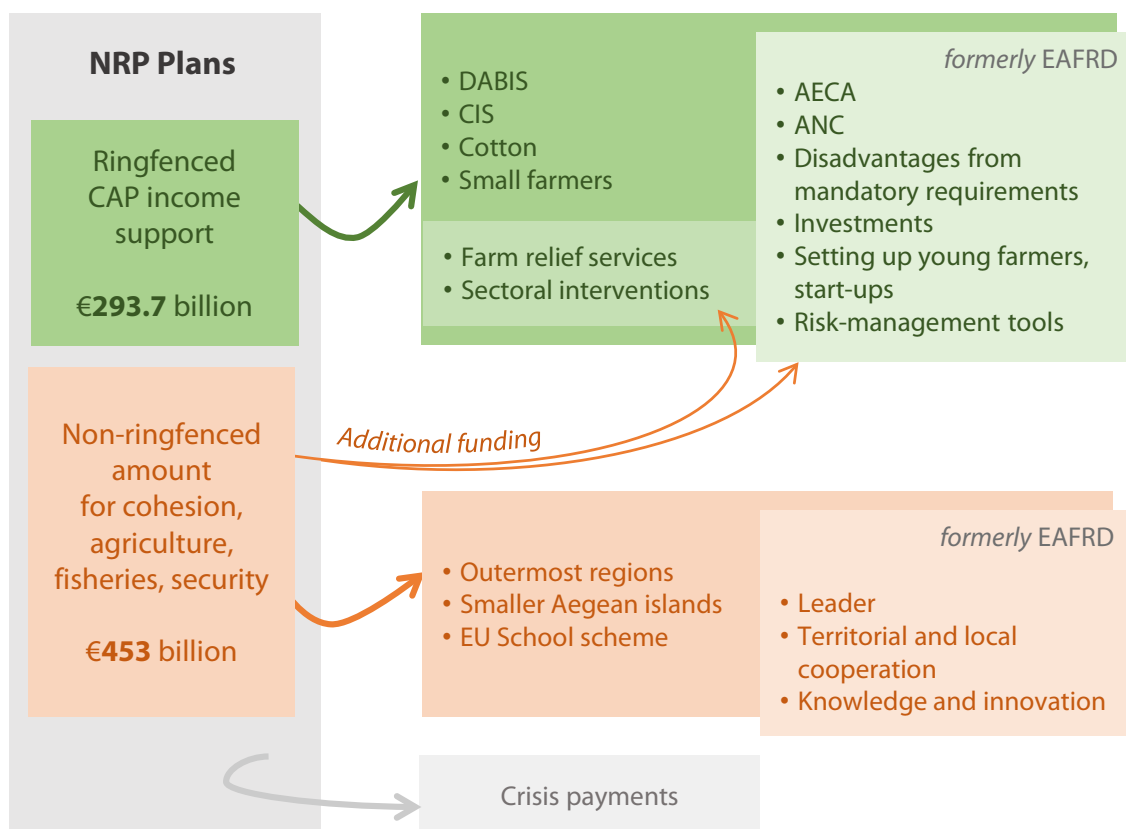 NRP Plans
Ringfenced
CAP income
support
€293.7 billion
• DABIS
• CIS
• Cotton
• Small farmers
• Farm relief services
• Sectoral interventions
formerly EAFRD
• AECA
• ANC
• Disadvantages from
mandatory requirements
• Investments
• Setting up young farmers,
start-ups
• Risk-management tools
Non-ringfenced
amount
for cohesion,
agriculture,
fisheries, security
€453 billion
Additional funding
• Outermost regions
• Smaller Aegean islands
• EU School scheme
formerly EAFRD
• Leader
• Territorial and local
cooperation
• Knowledge and innovation
Crisis payments